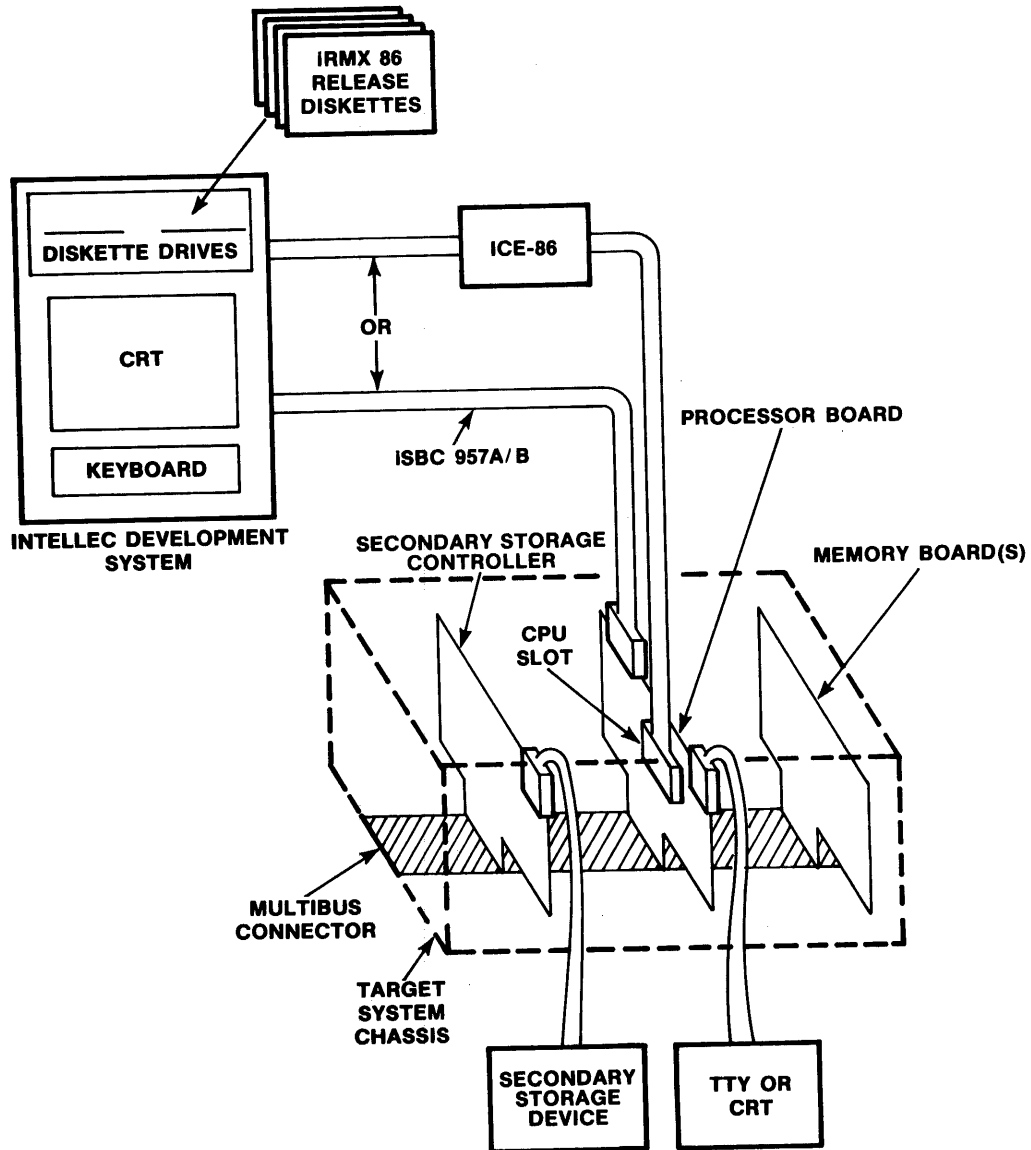 iRMX 86
RELEASE
DISKETTES
DISKETTE DRIVES
ICE-86
OR
CRT
PROCESSOR BOARD
iSBC 957A/B
KEYBOARD
INTELLEC DEVELOPMENT
SYSTEM
SECONDARY STORAGE
CONTROLLER
MEMORY BOARD(S)
CPU
SLOT
MULTIBUS
CONNECTOR
TARGET
SYSTEM
CHASSIS
SECONDARY
STORAGE
DEVICE
TTY OR
CRT